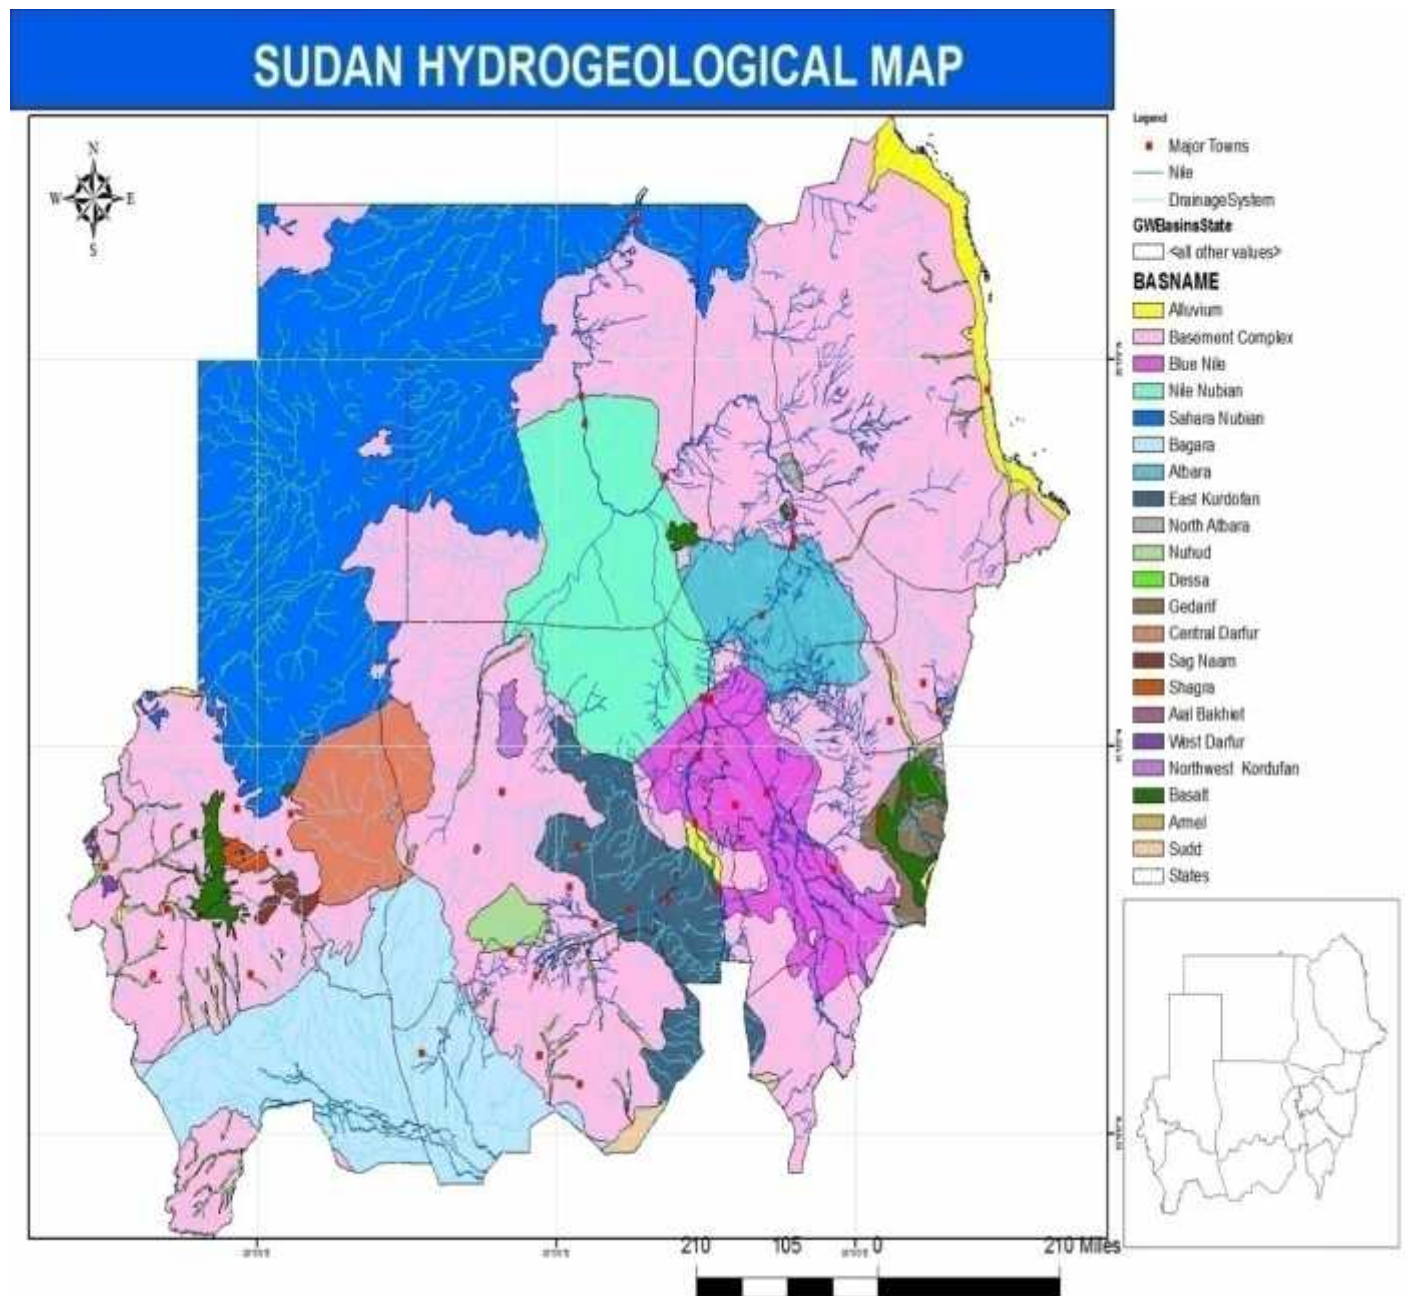 SUDAN HYDROGEOLOGICAL MAP
N
W
E
S
Legend
Major Towns
Nile
DrainageSystem
GWBasinsState
<all other values>
BASNAME
Alluvium
Basement Complex
Blue Nile
Nile Nubian
Sahara Nubian
Bagara
Atbara
East Kurdofan
North Atbara
Nuhud
Dessa
Gedarif
Central Darfur
Sag Naam
Shagra
Aial Bakhiet
West Darfur
Northwest Kordufan
Basalt
Armel
Sudd
States
210 105 0 210 Miles